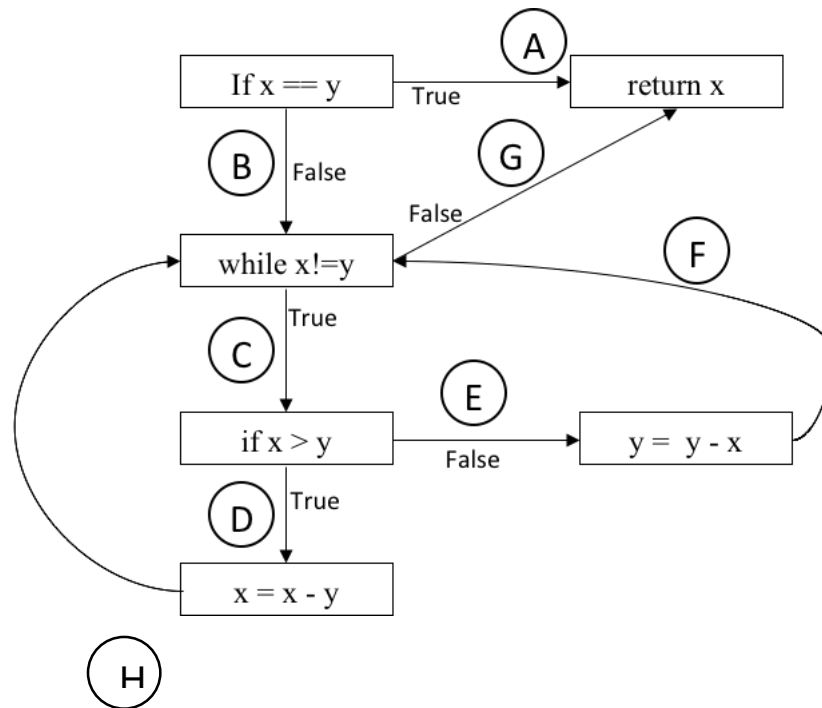 A
If x == y
True
return x
B
False
G
False
while x!=y
F
True
C
E
if x > y
False
y =  y - x
D
True
x = x - y
H